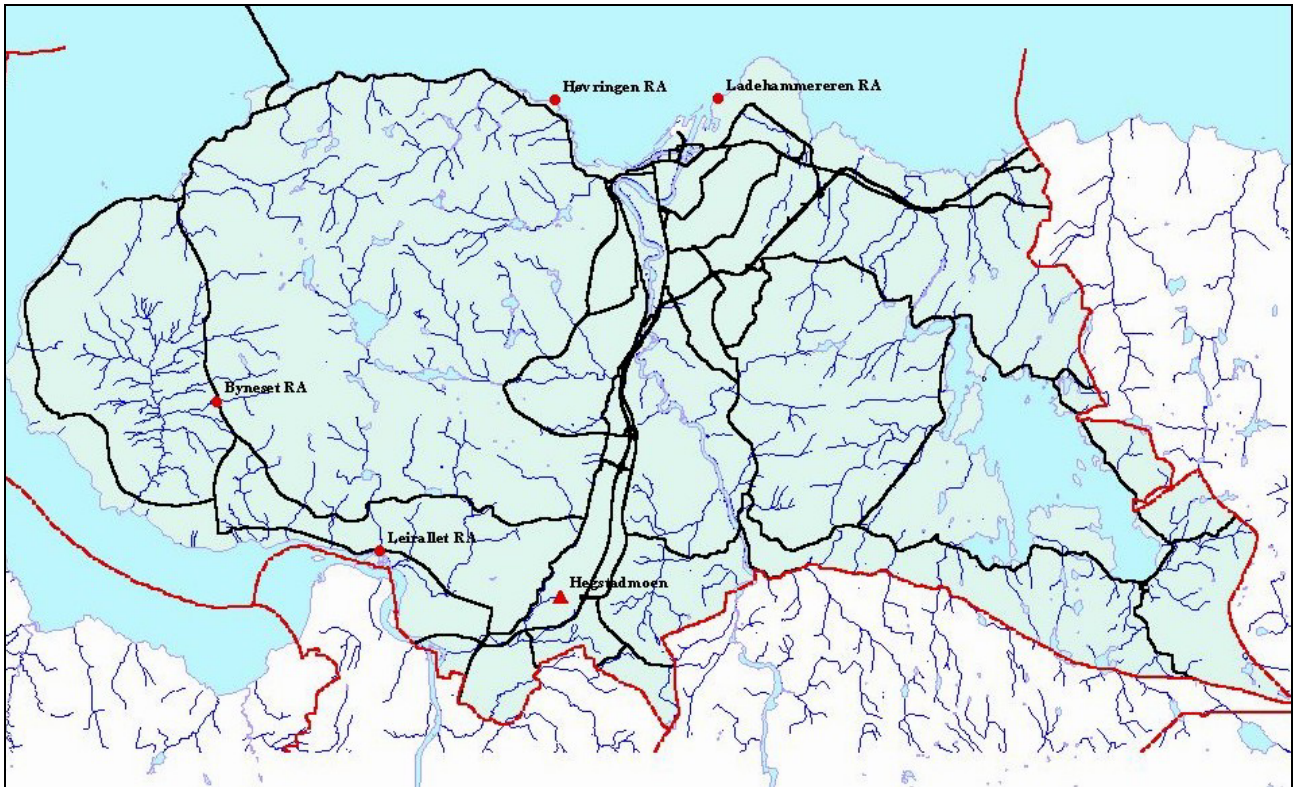 Høvringen RA
Ladehammereren RA
Byneset RA
Leirallet RA
Hegstadmoen